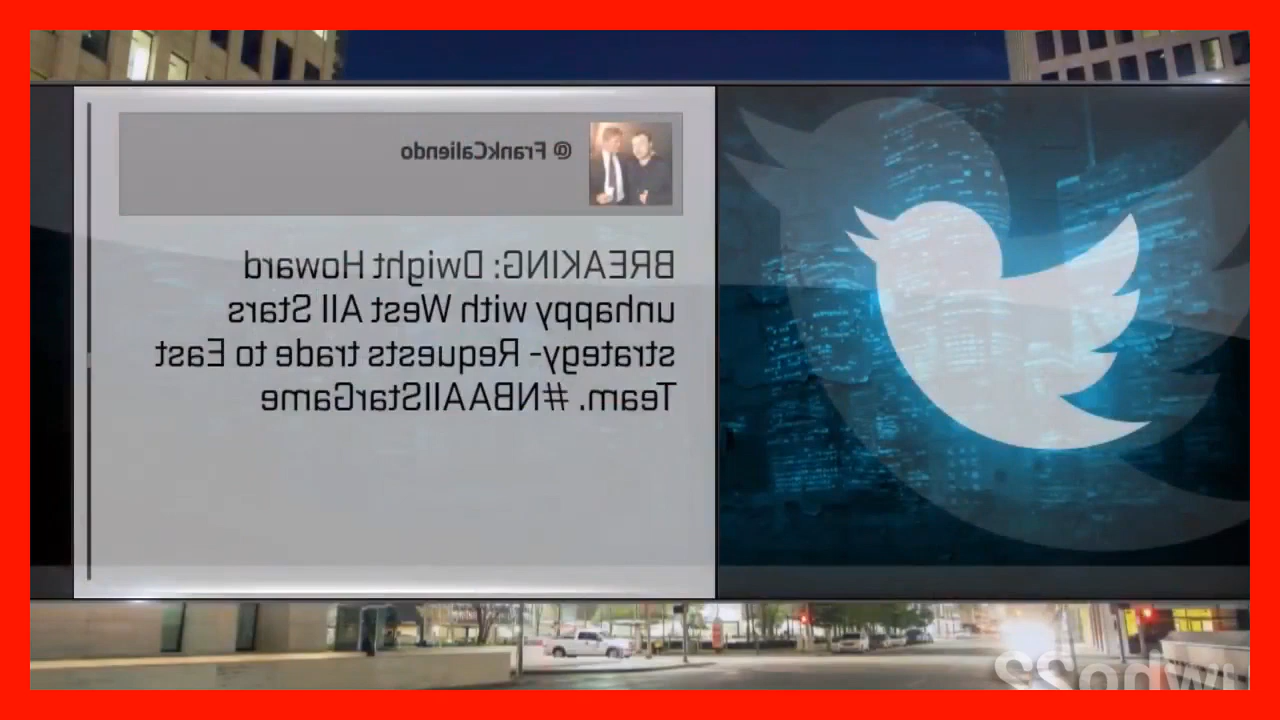 @ FrankCaliendo
BREAKING: Dwight Howard
unhappy with West All Stars
strategy- Requests trade to East
Team. #NBAAllStarGame